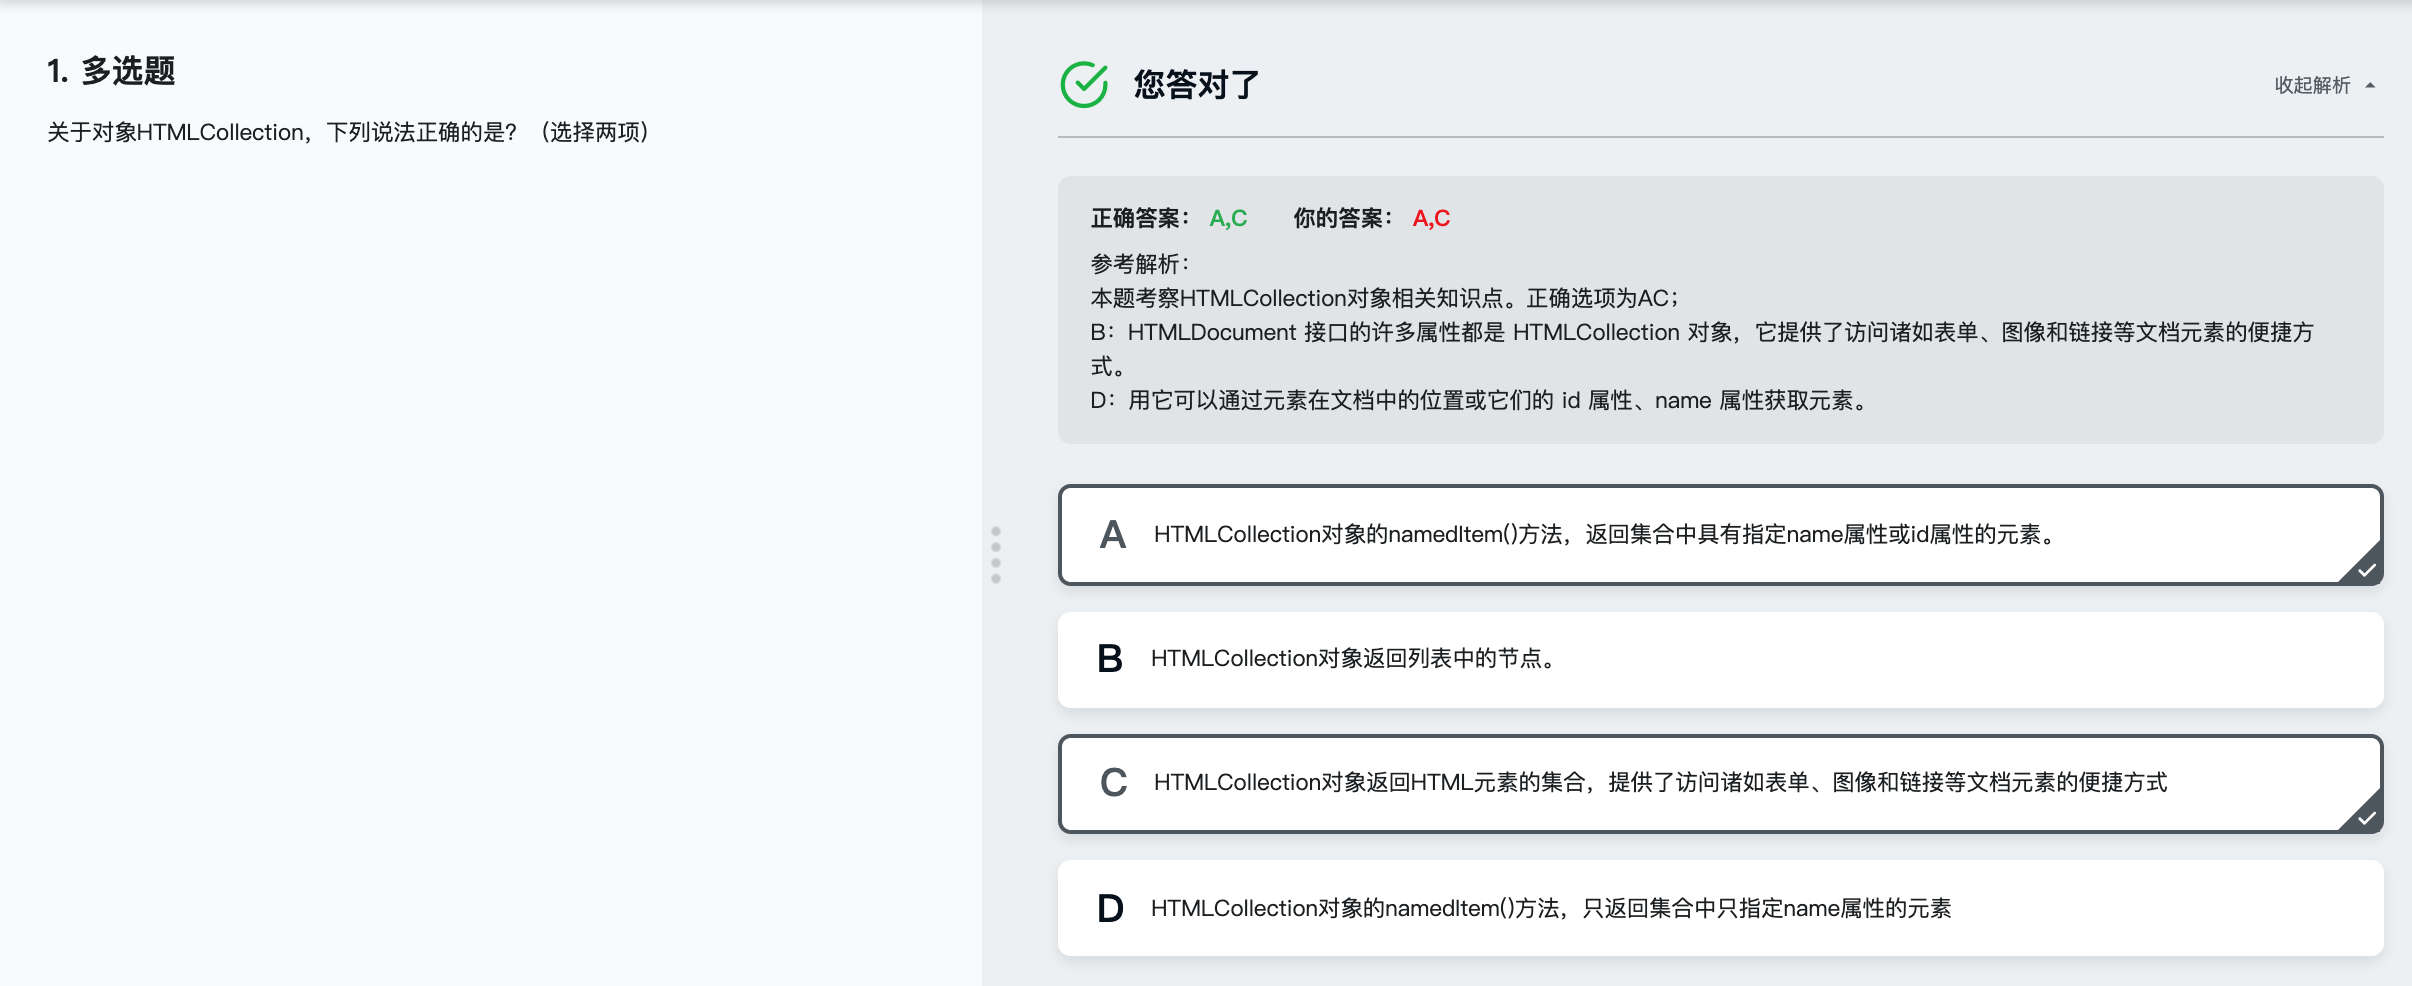 1. 多选题
关于对象HTMLCollection，下列说法正确的是？（选择两项）
您答对了
收起解析
正确答案： A,C 你的答案： A,C
参考解析：
本题考察HTMLCollection对象相关知识点。正确选项为AC；
B：HTMLDocument 接口的许多属性都是 HTMLCollection 对象，它提供了访问诸如表单、图像和链接等文档元素的便捷方
式。
D：用它可以通过元素在文档中的位置或它们的 id 属性、name 属性获取元素。
A HTMLCollection对象的namedItem()方法，返回集合中具有指定name属性或id属性的元素。
B HTMLCollection对象返回列表中的节点。
C HTMLCollection对象返回HTML元素的集合，提供了访问诸如表单、图像和链接等文档元素的便捷方式
D HTMLCollection对象的namedItem()方法，只返回集合中只指定name属性的元素